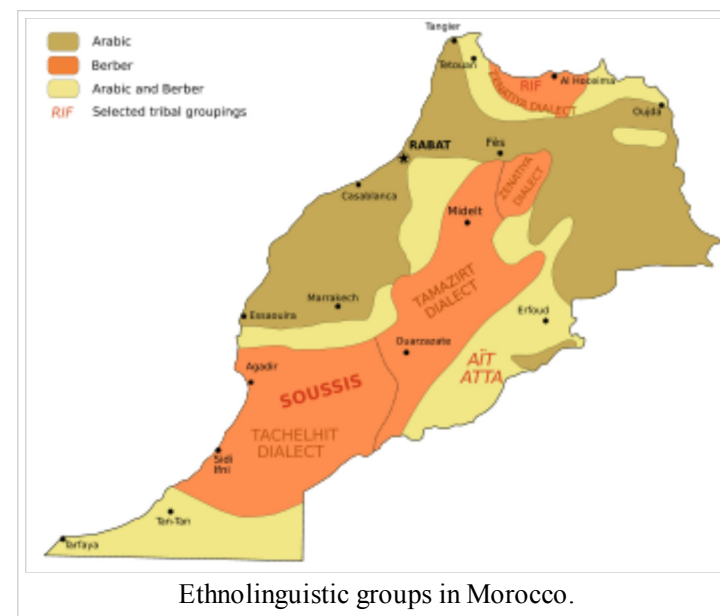 Arabic
Berber
Arabic and Berber
RIF Selected tribal groupings
Tangier
Tetouan
RIF
Al Hoceima
ZENATIYA DIALECT
Oujda
RABAT
Fès
ZENATIYA
DIALECT
Casablanca
Midelt
TAMAZIRT
DIALECT
Marrakech
Essaouira
Erfoud
Ouarzazate
AÏT
ATTA
Agadir
SOUSSIS
TACHELHIT
DIALECT
Sidi
Ifni
Tan-Tan
Tarfaya
Ethnolinguistic groups in Morocco.